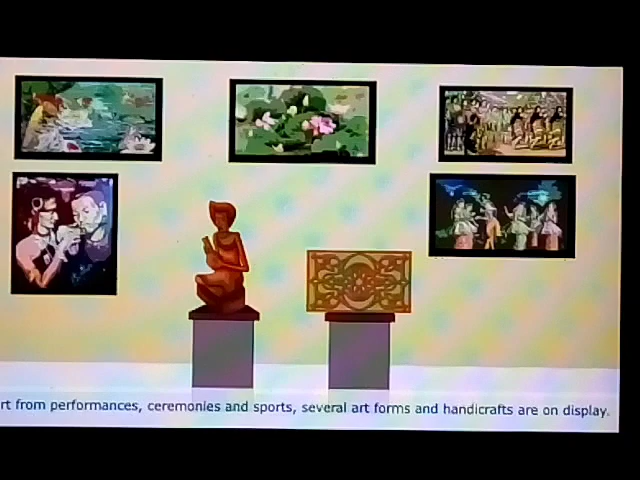 rt from performances, ceremonies and sports, several art forms and handicrafts are on display.